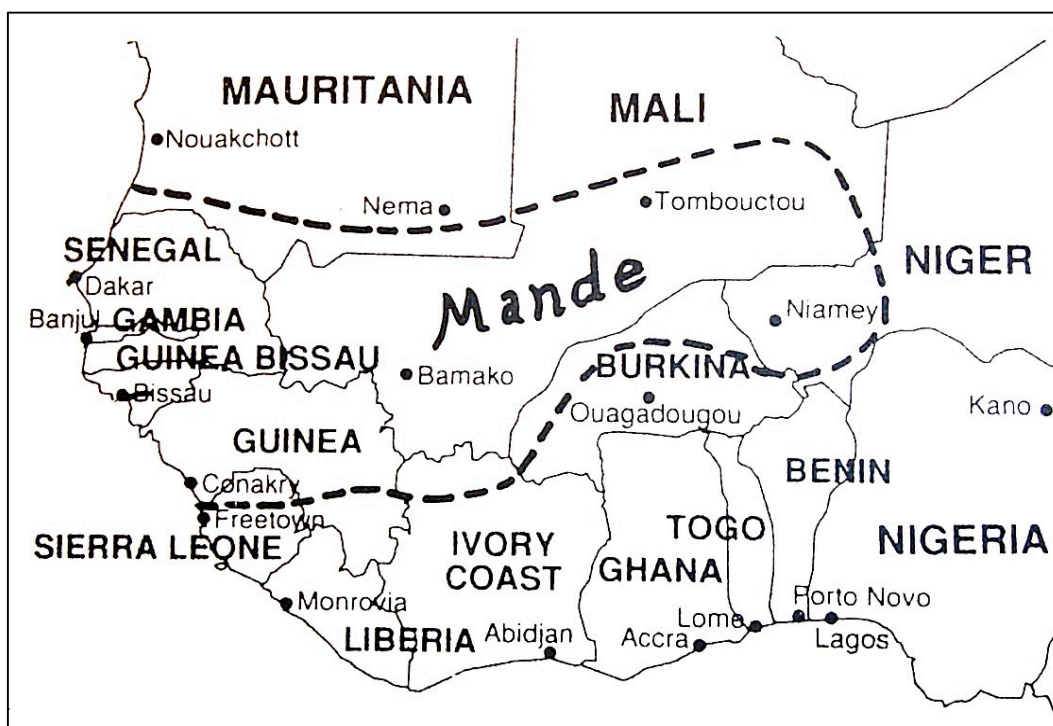 MAURITANIA
MALI
Nouakchott
Nema
Tombouctou
SENEGAL
NIGER
Dakar
Mande
Banjul
GAMBIA
Niamey
GUINEA BISSAU
BURKINA
Bissau
Bamako
Ouagadougou
Kano
GUINEA
BENIN
Conakry
Freetown
TOGO
SIERRA LEONE
IVORY
COAST
GHANA
NIGERIA
Monrovia
Porto Novo
LIBERIA
Abidjan
Accra
Lome
Lagos